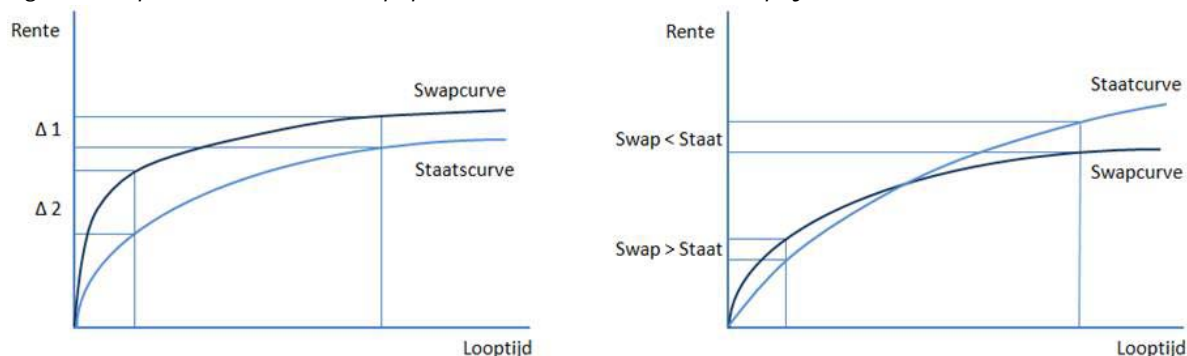 Rente
Swapcurve
Δ 1
Staatscurve
Δ 2
Looptijd
Rente
Staatcurve
Swap < Staat
Swapcurve
Swap > Staat
Looptijd